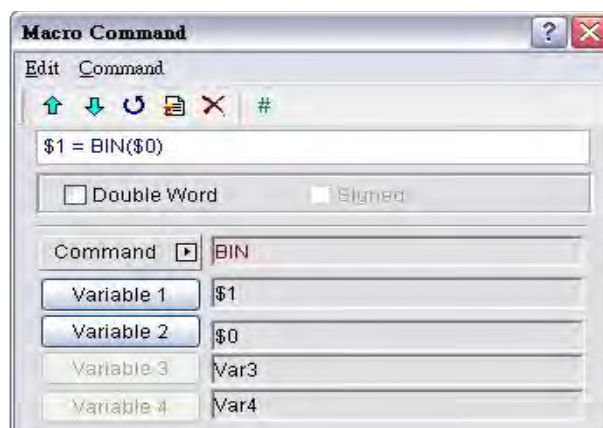 Macro Command
?
Edit Command
#
$1 = BIN($0)
Double Word Signed
Command BIN
Variable 1 $1
Variable 2 $0
Variable 3 Var3
Variable 4 Var4